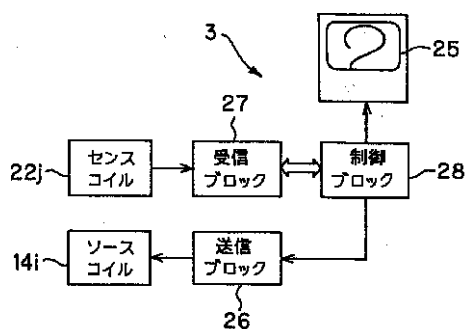 3
25
27
22j
センス
コイル
受信
ブロック
制御
ブロック
28
14i
ソース
コイル
送信
ブロック
26